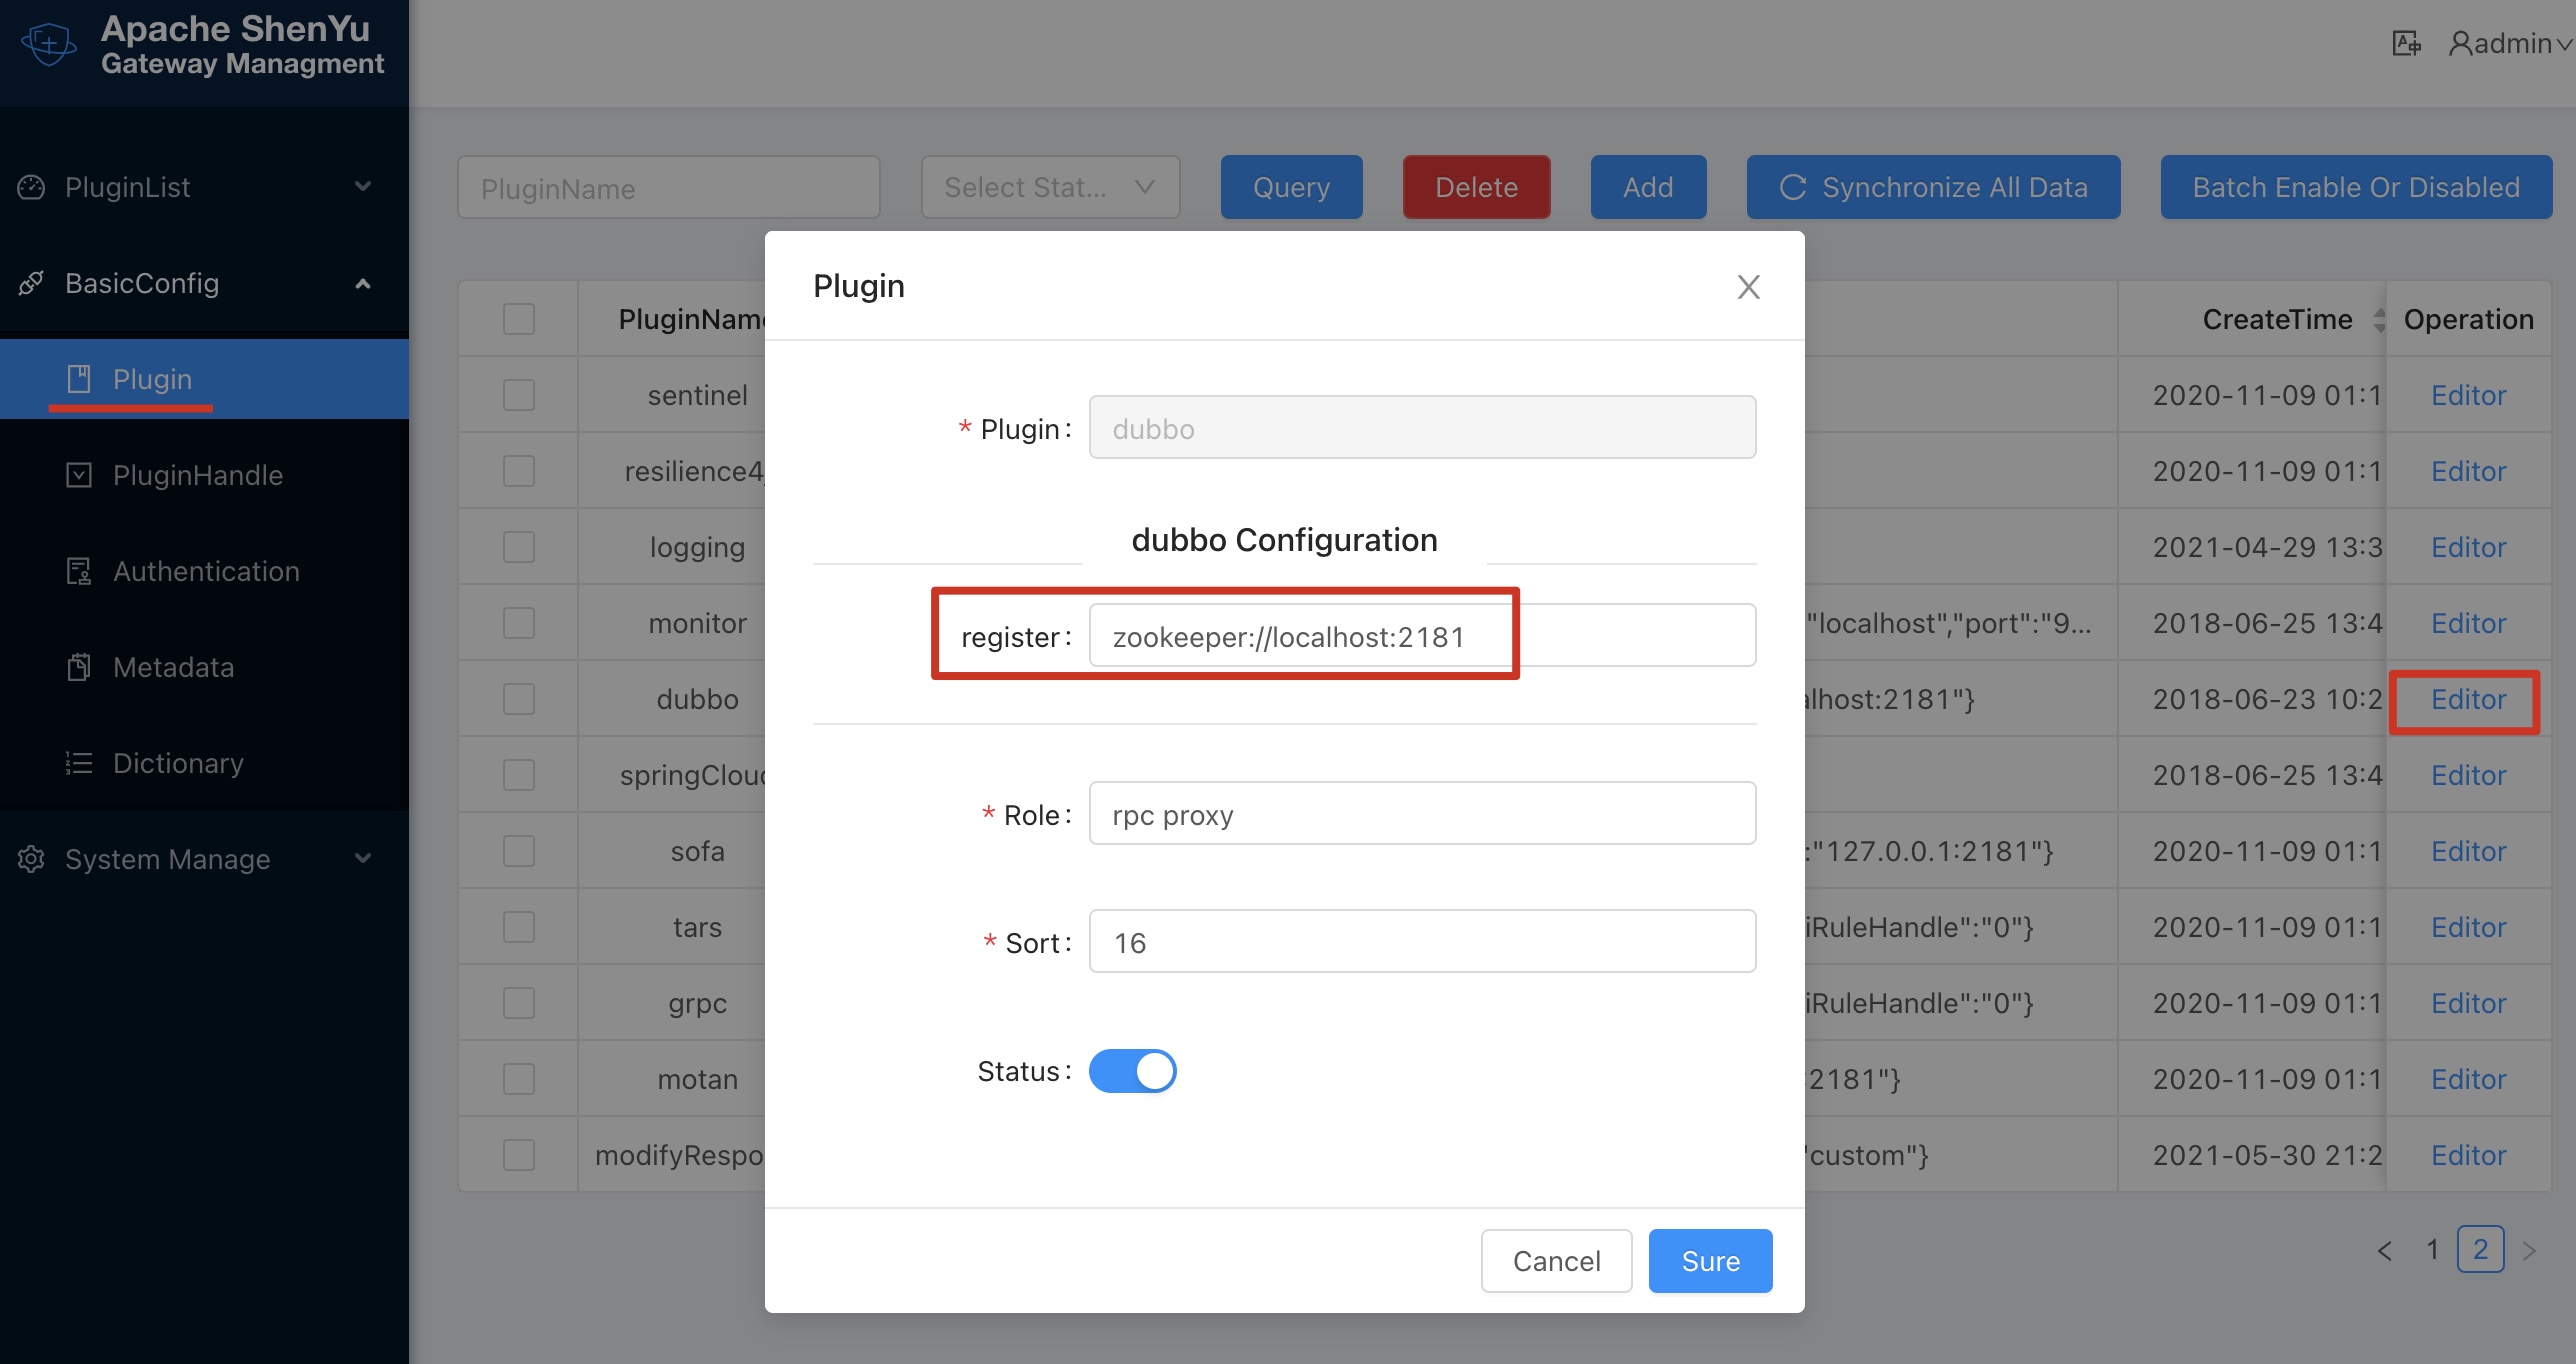 Apache ShenYu
Gateway Managment
admin
PluginList
BasicConfig
Plugin
PluginHandle
Authentication
Metadata
Dictionary
System Manage
PluginName
Select Stat...
Query
Delete
Add
Synchronize All Data
Batch Enable Or Disabled
PluginName
CreateTime
Operation
sentinel
2020-11-09 01:1
Editor
resilience4j
2020-11-09 01:1
Editor
logging
2021-04-29 13:3
Editor
monitor
"localhost","port":"9...
2018-06-25 13:4
Editor
dubbo
alhost:2181"}
2018-06-23 10:2
Editor
springCloud
2018-06-25 13:4
Editor
sofa
:"127.0.0.1:2181"}
2020-11-09 01:1
Editor
tars
iRuleHandle":"0"}
2020-11-09 01:1
Editor
grpc
iRuleHandle":"0"}
2020-11-09 01:1
Editor
motan
:2181"}
2020-11-09 01:1
Editor
modifyRespo
"custom"}
2021-05-30 21:2
Editor
1
2
Plugin
* Plugin :
dubbo
dubbo Configuration
register :
zookeeper://localhost:2181
* Role :
rpc proxy
* Sort :
16
Status :
Cancel
Sure